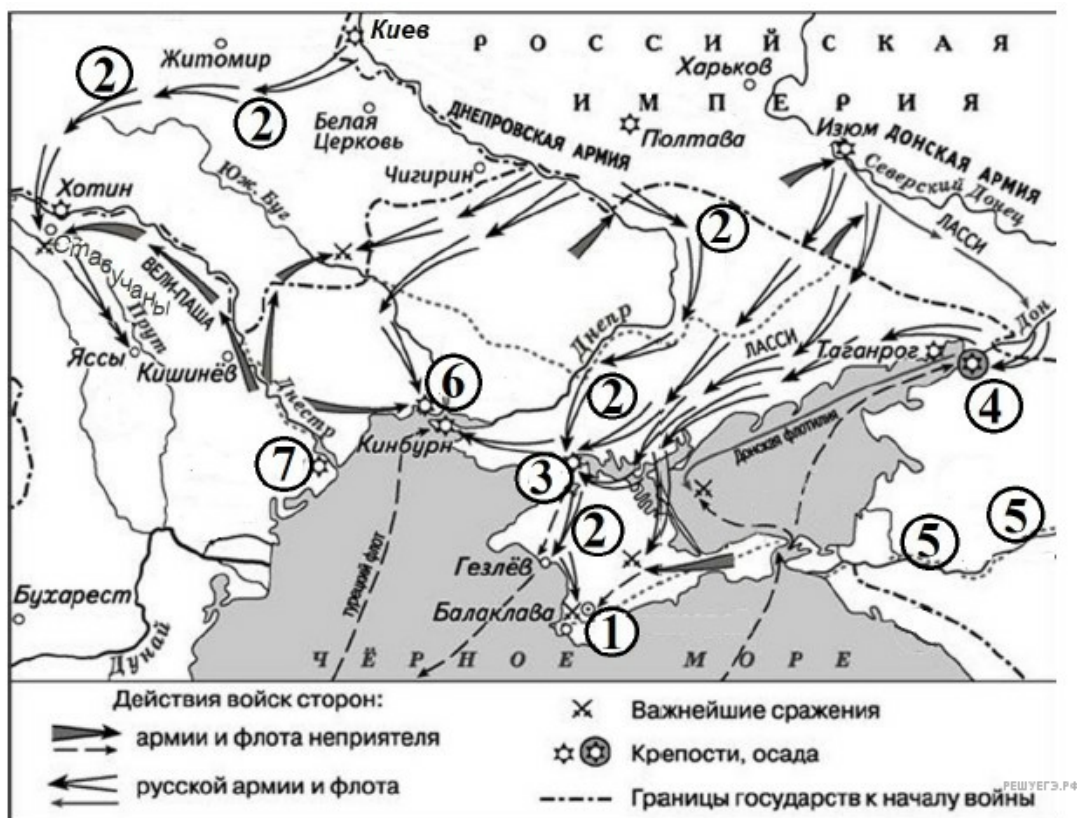 Киев
РОССИЙСКАЯ
ИМПЕРИЯ
Житомир
Харьков
2
2
Белая
Церковь
ДНЕПРОВСКАЯ АРМИЯ
Полтава
Изюм
ДОНСКАЯ АРМИЯ
Чигирин
Северский Донец
Юж. Буг
Хотин
ЛАССИ
2
Ставучаны
ВЕЛИ-ПАША
Прут
Днепр
Дон
Яссы
Кишинёв
ЛАССИ
Таганрог
Днестр
6
2
4
Кинбурн
Донская флотилия
7
3
2
5
5
Гезлёв
турецкий флот
Бухарест
Балаклава
1
Дунай
ЧЁРНОЕ МОРЕ
Действия войск сторон:
армии и флота неприятеля
русской армии и флота
Важнейшие сражения
Крепости, осада
Границы государств к началу войны
РЕШУЕГЭ.РФ